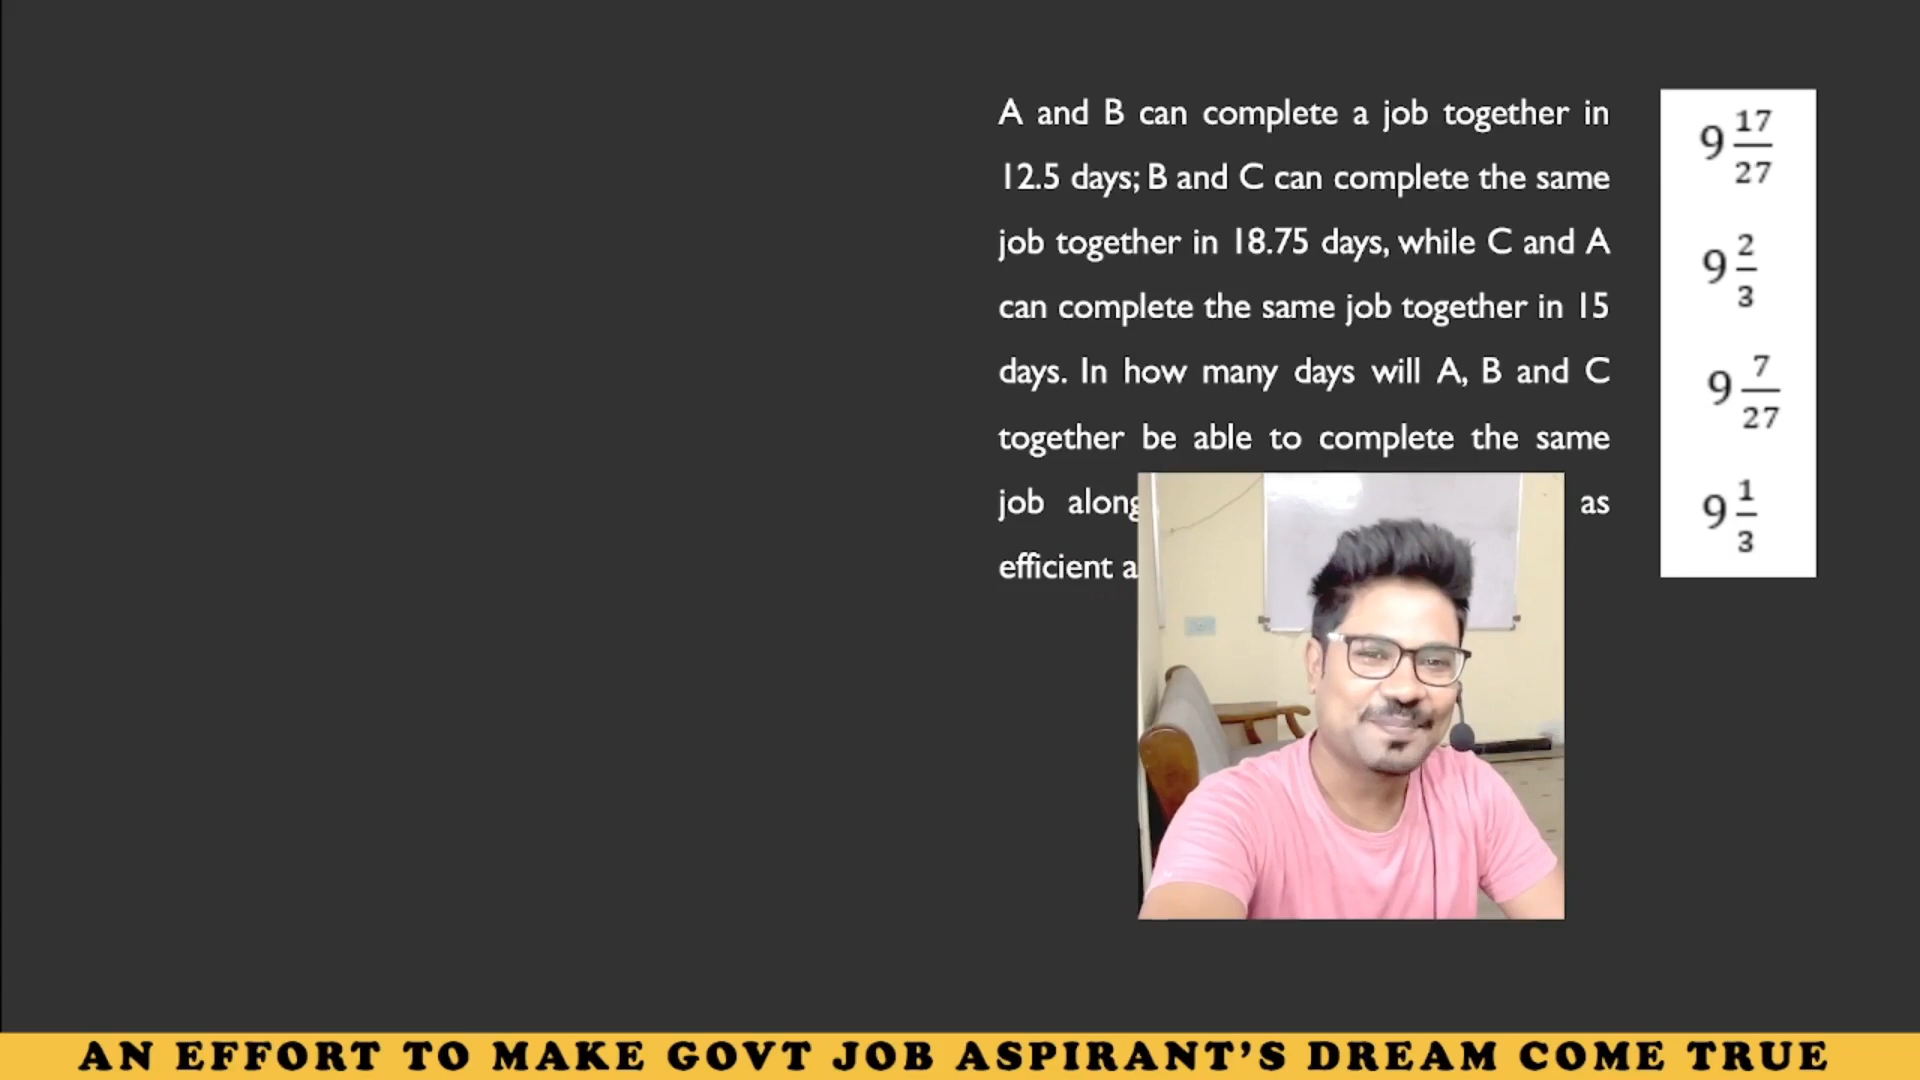 A and B can complete a job together in
12.5 days; B and C can complete the same
job together in 18.75 days, while C and A
can complete the same job together in 15
days. In how many days will A, B and C
together be able to complete the same
job as
efficient
9 17/27
9 2/3
9 7/27
9 1/3
AN EFFORT TO MAKE GOVT JOB ASPIRANT’S DREAM COME TRUE